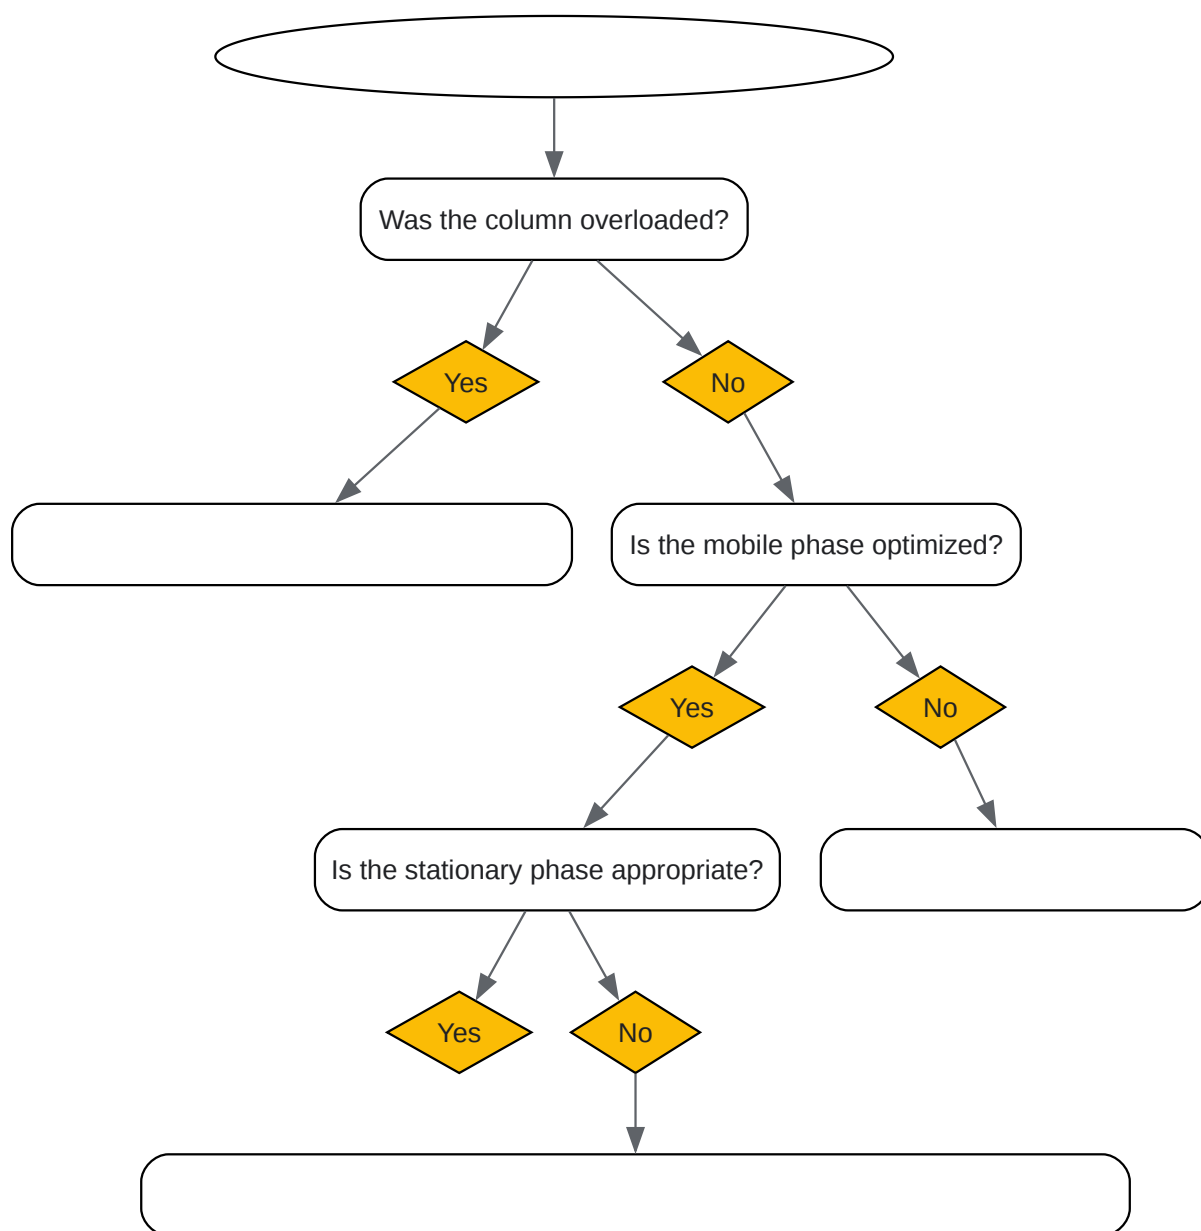 Was the column overloaded?
Yes
No
Is the mobile phase optimized?
Yes
No
Is the stationary phase appropriate?
Yes
No